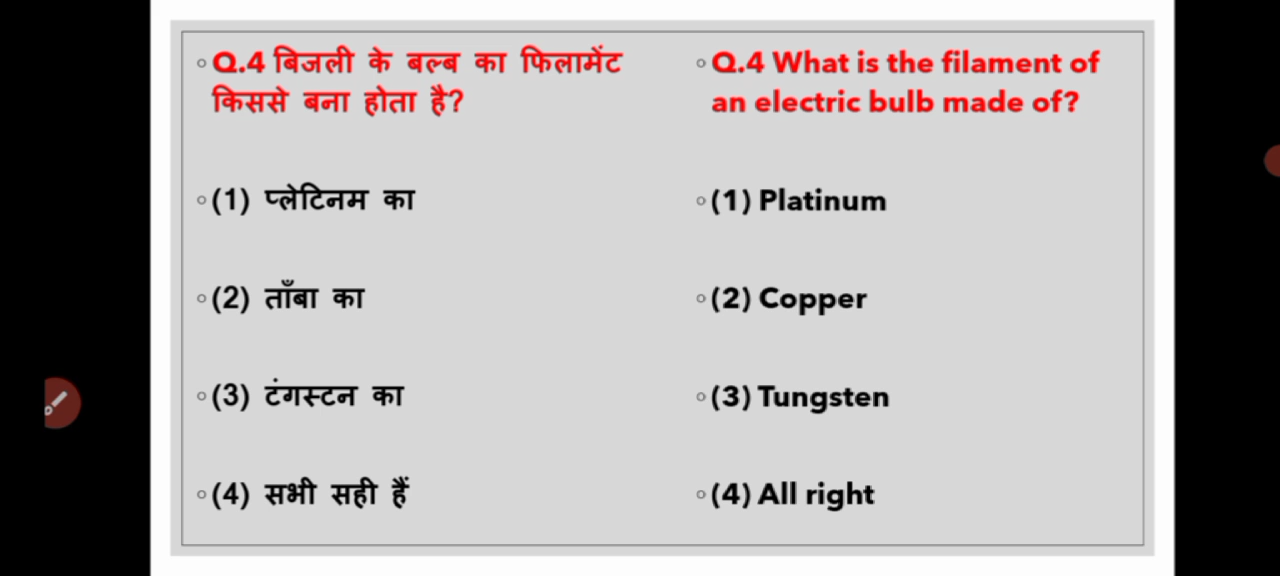 Q.4 बिजली के बल्ब का फिलामेंट
किससे बना होता है?
(1) प्लेटिनम का
(2) ताँबा का
(3) टंगस्टन का
(4) सभी सही हैं
Q.4 What is the filament of
an electric bulb made of?
(1) Platinum
(2) Copper
(3) Tungsten
(4) All right